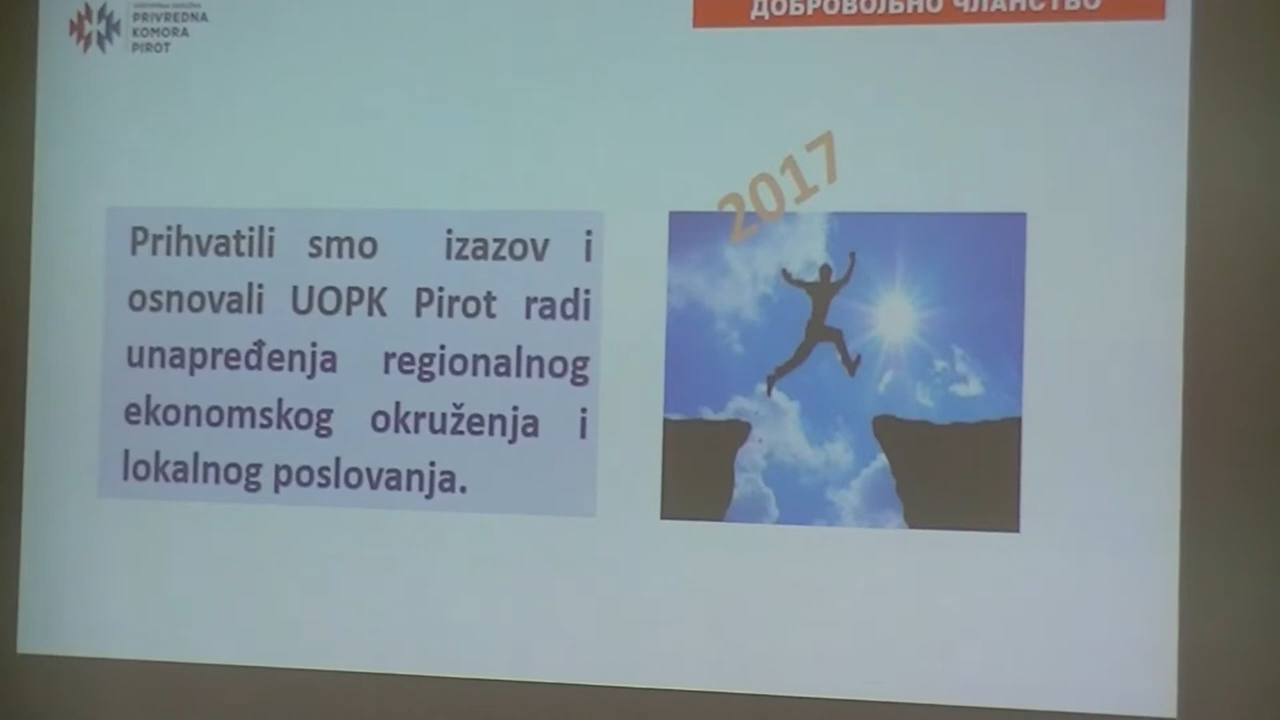 PRIVREDNA
KOMORA
PIROT
ДОБРОВОЉНО ЧЛАНСТВО
2017
Prihvatili smo izazov i
osnovali UOPK Pirot radi
unapređenja regionalnog
ekonomskog okruženja i
lokalnog poslovanja.